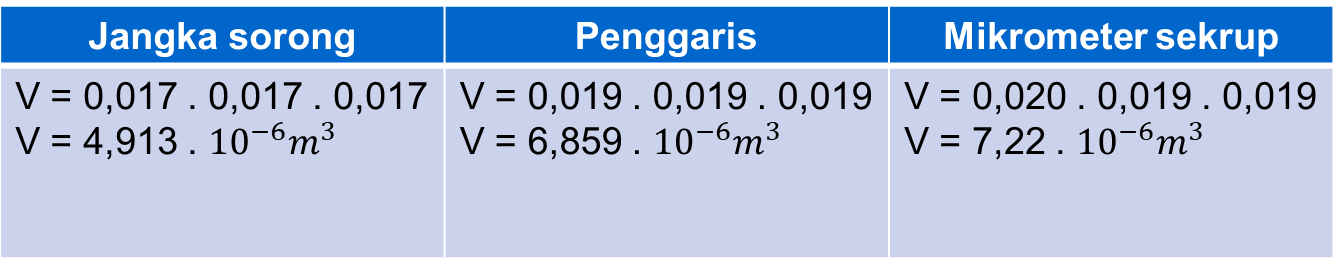 Jangka sorong
Penggaris
Mikrometer sekrup
V = 0,017 . 0,017 . 0,017
V = 4,913 . 10⁻⁶m³
V = 0,019 . 0,019 . 0,019
V = 6,859 . 10⁻⁶m³
V = 0,020 . 0,019 . 0,019
V = 7,22 . 10⁻⁶m³